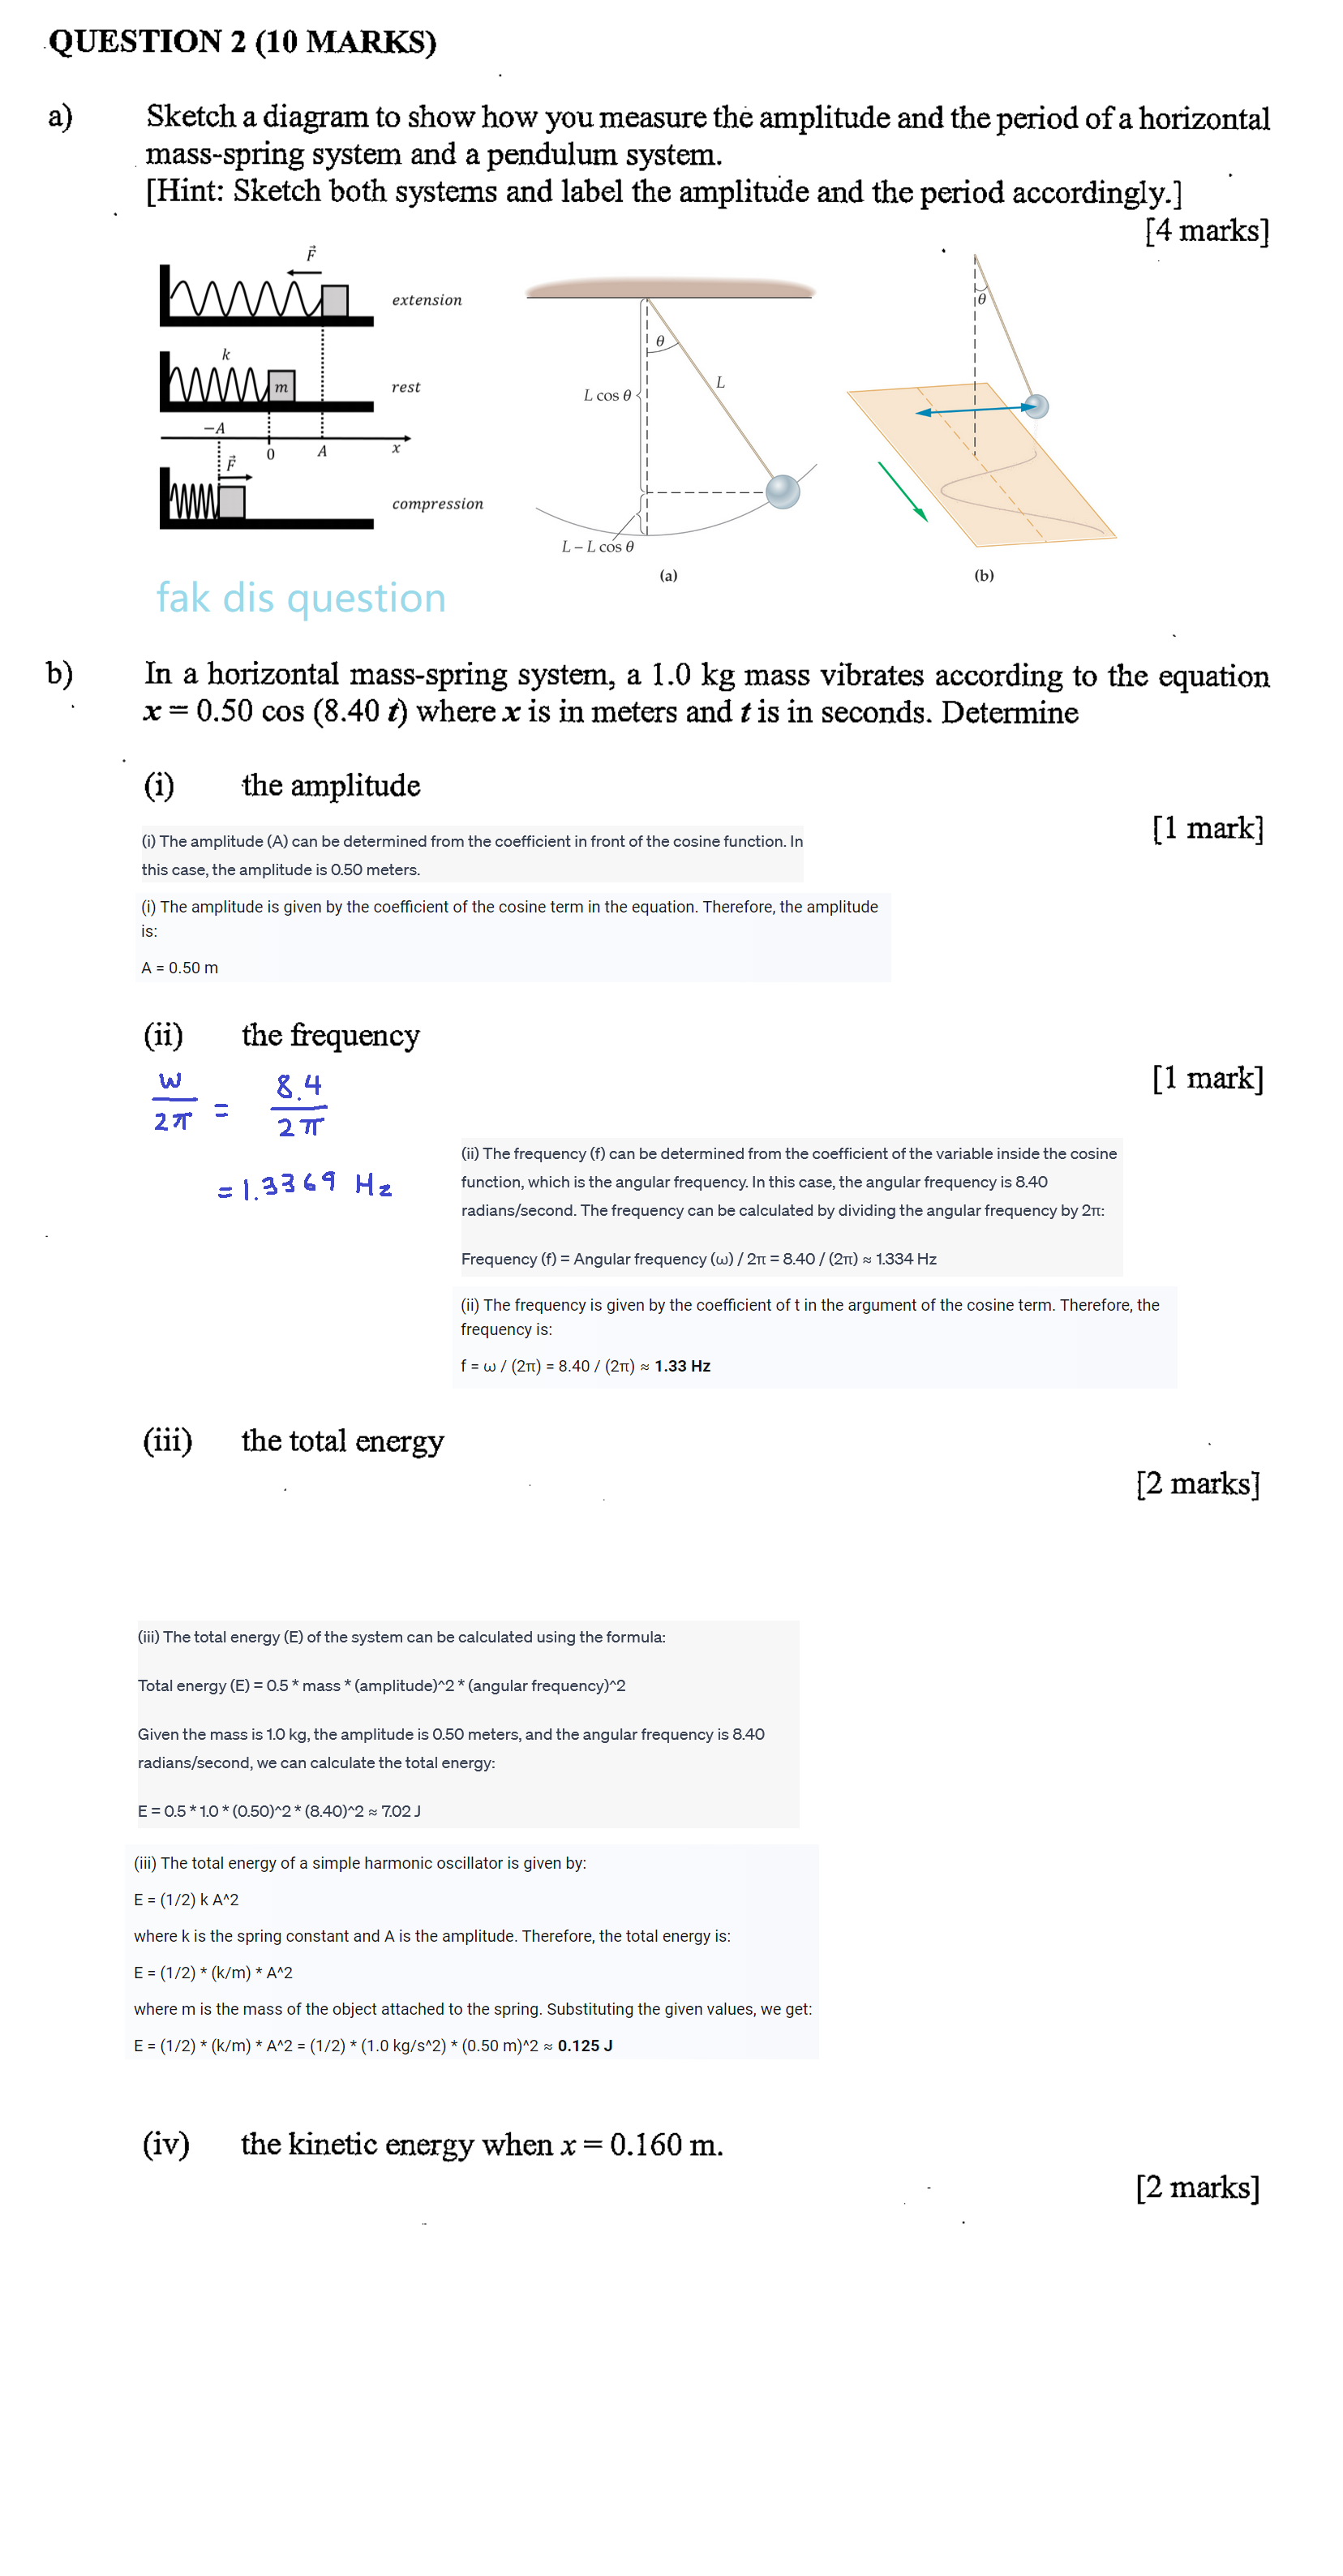 QUESTION 2 (10 MARKS)
a) Sketch a diagram to show how you measure the amplitude and the period of a horizontal
mass-spring system and a pendulum system.
[Hint: Sketch both systems and label the amplitude and the period accordingly.]
[4 marks]
F
extension
k
m
rest
−A
0
A
x
F
compression
θ
L
L cos θ
L – L cos θ
(a)
θ
(b)
fak dis question
b) In a horizontal mass-spring system, a 1.0 kg mass vibrates according to the equation
x = 0.50 cos (8.40 t) where x is in meters and t is in seconds. Determine
(i) the amplitude
[1 mark]
(i) The amplitude (A) can be determined from the coefficient in front of the cosine function. In
this case, the amplitude is 0.50 meters.
(i) The amplitude is given by the coefficient of the cosine term in the equation. Therefore, the amplitude
is:
A = 0.50 m
(ii) the frequency
[1 mark]
w/2π = 8.4/2π
= 1.3369 Hz
(ii) The frequency (f) can be determined from the coefficient of the variable inside the cosine
function, which is the angular frequency. In this case, the angular frequency is 8.40
radians/second. The frequency can be calculated by dividing the angular frequency by 2π:
Frequency (f) = Angular frequency (ω) / 2π = 8.40 / (2π) ≈ 1.334 Hz
(ii) The frequency is given by the coefficient of t in the argument of the cosine term. Therefore, the
frequency is:
f = ω / (2π) = 8.40 / (2π) ≈ 1.33 Hz
(iii) the total energy
[2 marks]
(iii) The total energy (E) of the system can be calculated using the formula:
Total energy (E) = 0.5 * mass * (amplitude)^2 * (angular frequency)^2
Given the mass is 1.0 kg, the amplitude is 0.50 meters, and the angular frequency is 8.40
radians/second, we can calculate the total energy:
E = 0.5 * 1.0 * (0.50)^2 * (8.40)^2 ≈ 7.02 J
(iii) The total energy of a simple harmonic oscillator is given by:
E = (1/2) k A^2
where k is the spring constant and A is the amplitude. Therefore, the total energy is:
E = (1/2) * (k/m) * A^2
where m is the mass of the object attached to the spring. Substituting the given values, we get:
E = (1/2) * (k/m) * A^2 = (1/2) * (1.0 kg/s^2) * (0.50 m)^2 ≈ 0.125 J
(iv) the kinetic energy when x = 0.160 m.
[2 marks]